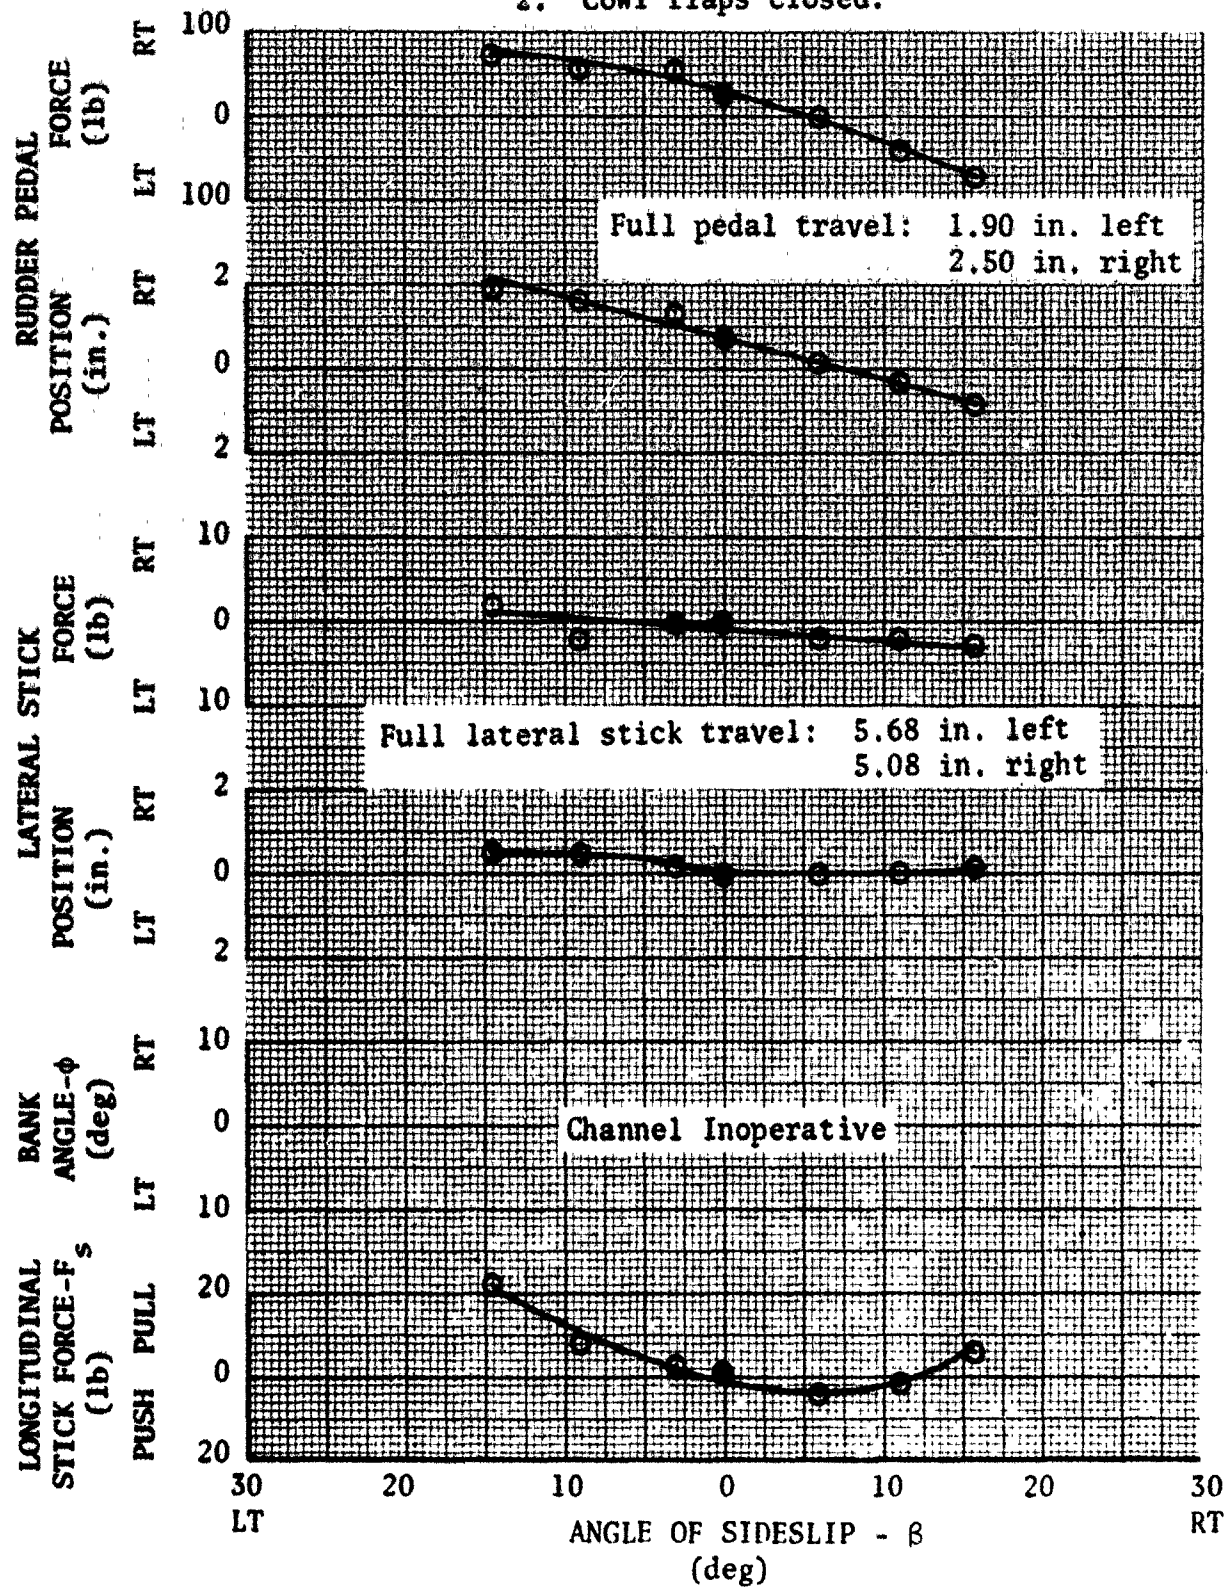 2. Cowl flaps closed.
RUDDER PEDAL
FORCE
(lb)
RT
LT
100
0
100
Full pedal travel: 1.90 in. left
2.50 in. right
POSITION
(in.)
RT
LT
2
0
2
LATERAL STICK
FORCE
(lb)
RT
LT
10
0
10
Full lateral stick travel: 5.68 in. left
5.08 in. right
POSITION
(in.)
RT
LT
2
0
2
BANK
ANGLE-ϕ
(deg)
RT
LT
10
0
10
Channel Inoperative
LONGITUDINAL
STICK FORCE-Fs
(lb)
PUSH PULL
20
0
20
30 20 10 0 10 20 30
LT RT
ANGLE OF SIDESLIP - β
(deg)